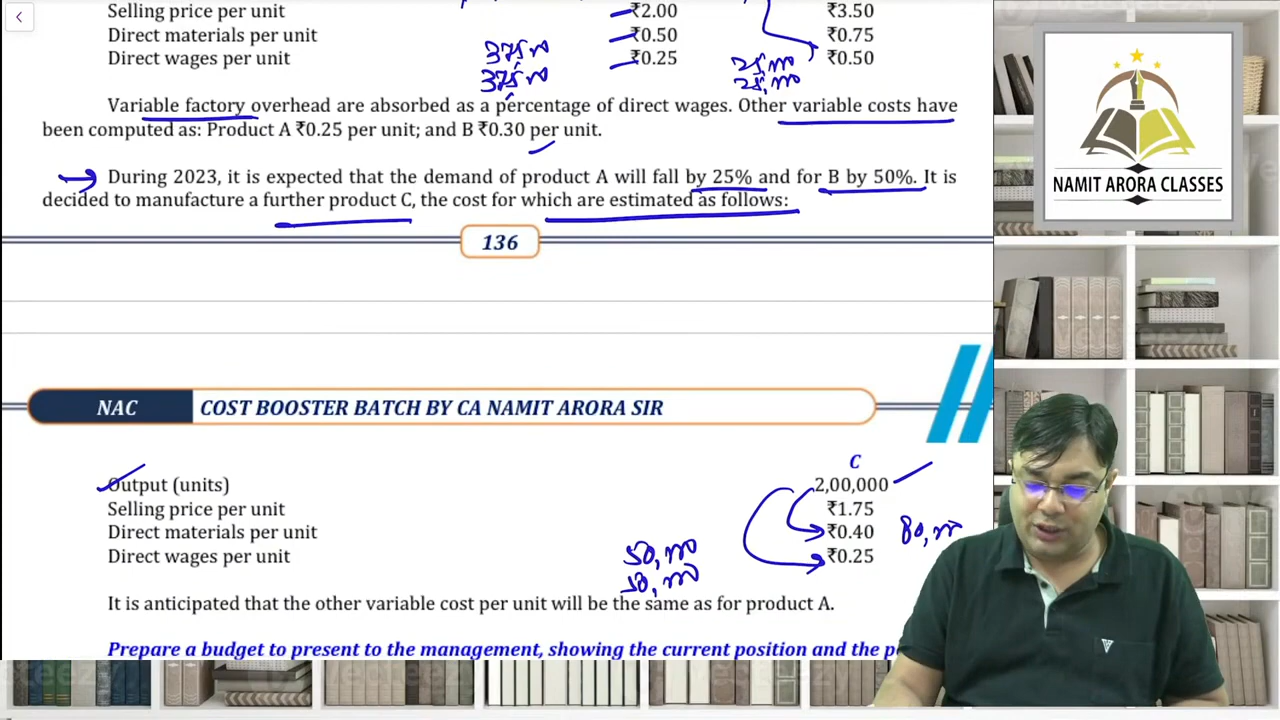 Selling price per unit ₹2.00 ₹3.50
Direct materials per unit ₹0.50 ₹0.75
Direct wages per unit ₹0.25 ₹0.50
Variable factory overhead are absorbed as a percentage of direct wages. Other variable costs have
been computed as: Product A ₹0.25 per unit; and B ₹0.30 per unit.
During 2023, it is expected that the demand of product A will fall by 25% and for B by 50%. It is
decided to manufacture a further product C, the cost for which are estimated as follows:
136
NAC COST BOOSTER BATCH BY CA NAMIT ARORA SIR
C
Output (units) 2,00,000
Selling price per unit ₹1.75
Direct materials per unit ₹0.40
Direct wages per unit ₹0.25
It is anticipated that the other variable cost per unit will be the same as for product A.
Prepare a budget to present to the management, showing the current position and the
NAMIT ARORA CLASSES